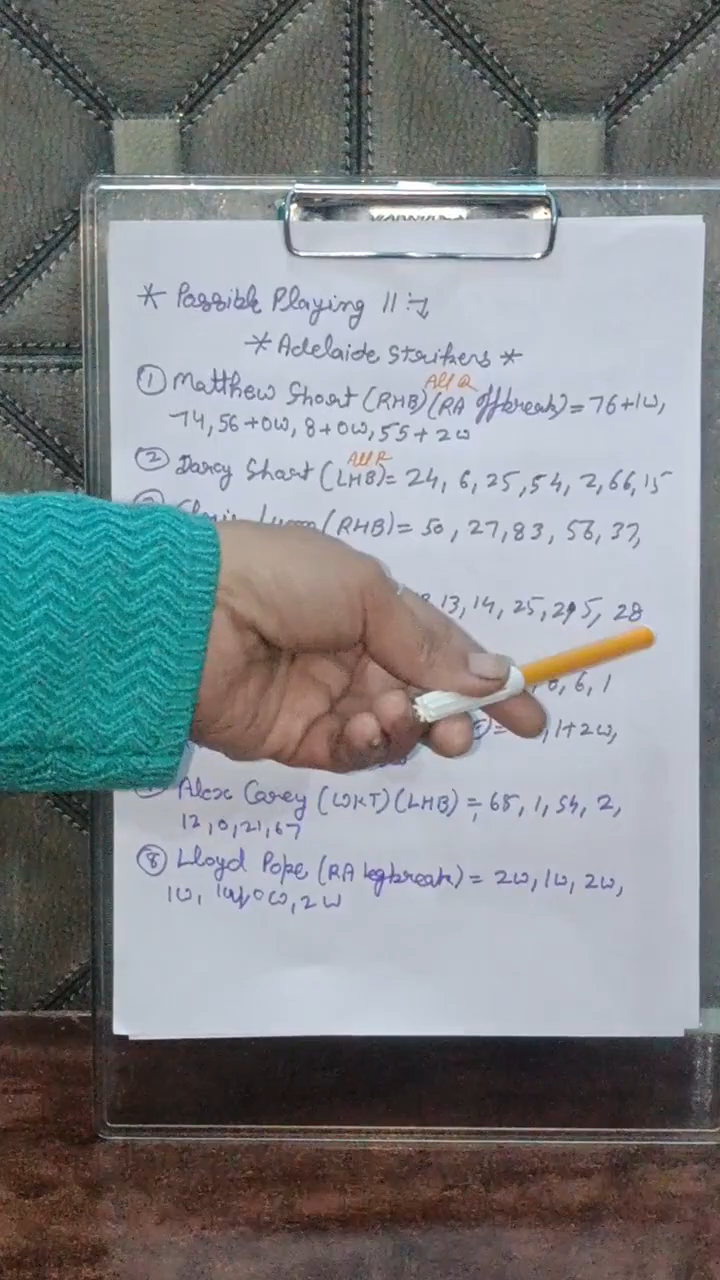 * Possible Playing 11 :-
* Adelaide Strikers *
① Matthew Short (RHB) (RA offbreak) = 76+1W,
All R
74, 56+0W, 8+0W, 55+2W
② Darcy Short (LHB) = 24, 6, 25, 54, 2, 66, 15
All R
(RHB) = 50, 27, 83, 56, 37,
13, 14, 25, 295, 28
0, 6, 1
, 1+2W,
Alex Carey (WKT) (LHB) = 68, 1, 54, 2,
12, 0, 21, 67
⑧ Lloyd Pope (RA legbreak) = 2W, 1W, 2W,
1W, 0W, 2W